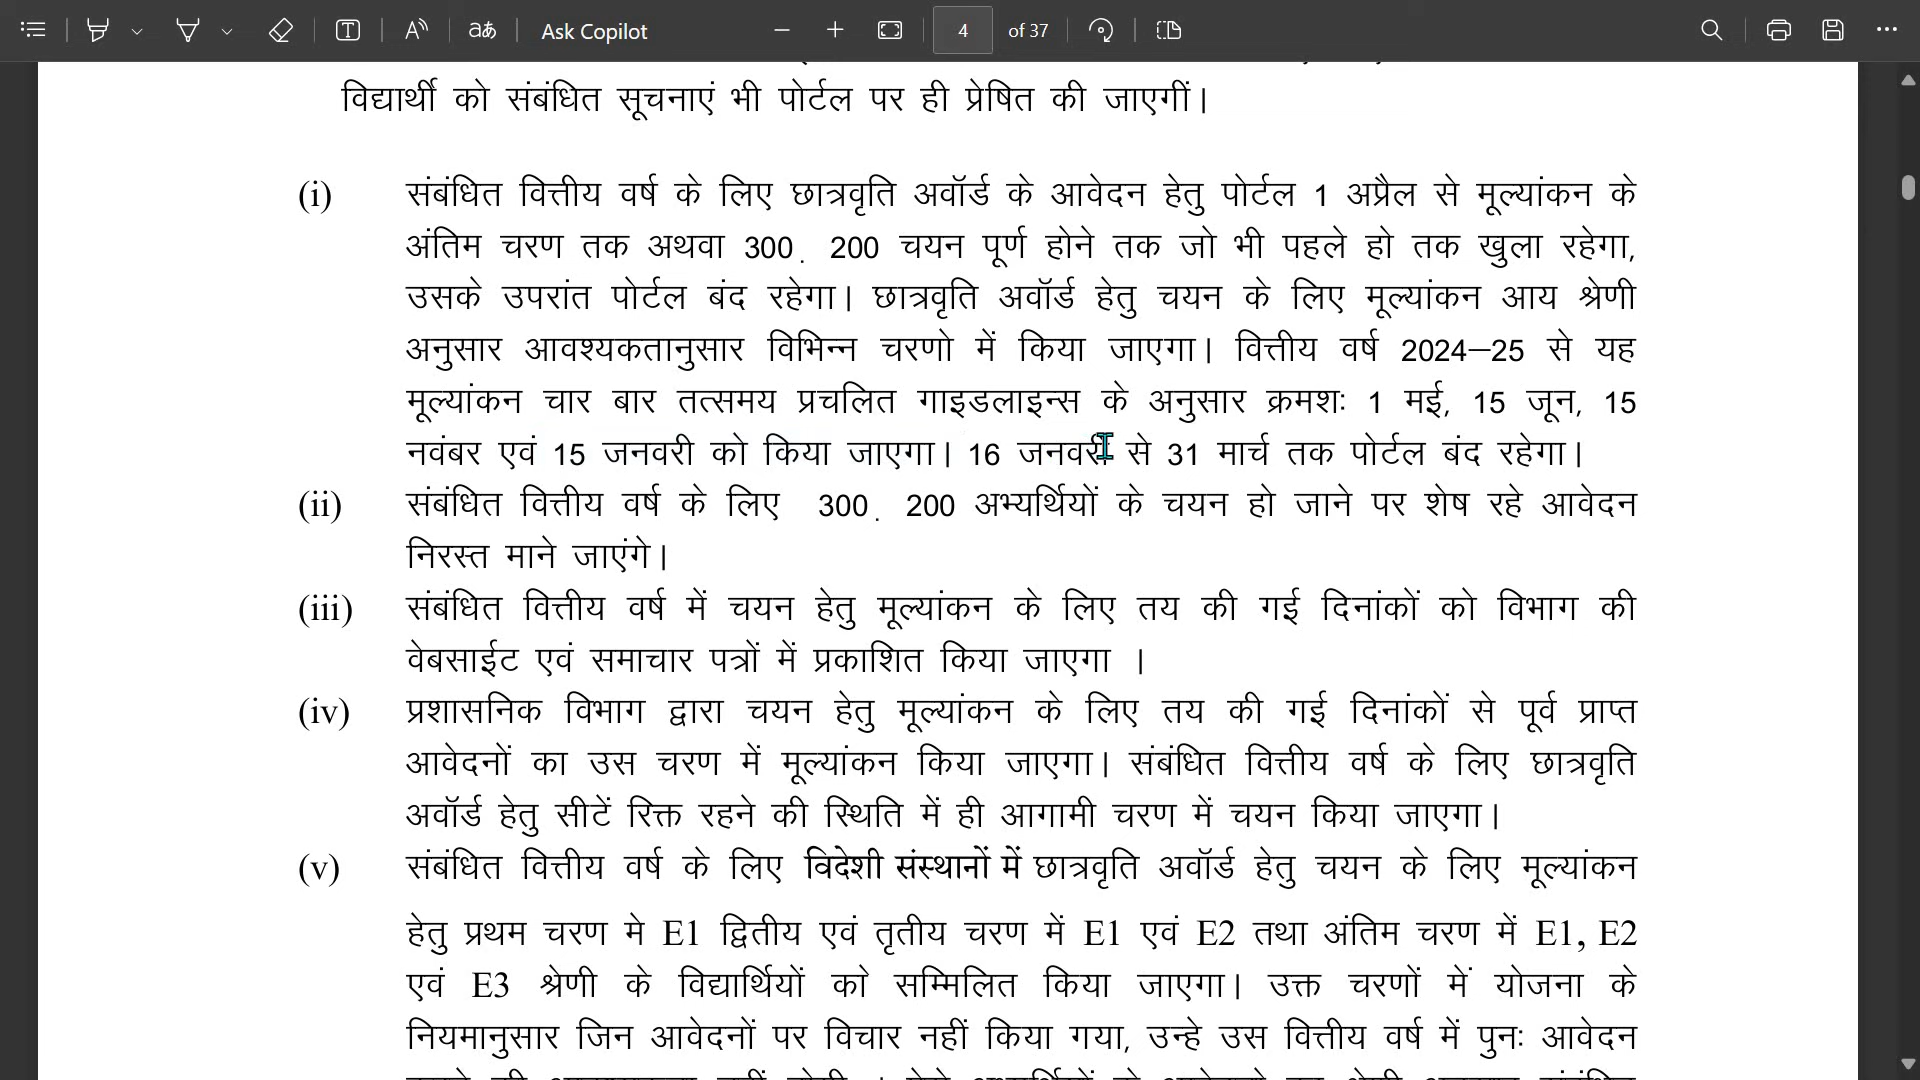 Ask Copilot
4 of 37
विद्यार्थी को संबंधित सूचनाएं भी पोर्टल पर ही प्रेषित की जाएगीं।
(i) संबंधित वित्तीय वर्ष के लिए छात्रवृति अवॉर्ड के आवेदन हेतु पोर्टल 1 अप्रैल से मूल्यांकन के
अंतिम चरण तक अथवा 300. 200 चयन पूर्ण होने तक जो भी पहले हो तक खुला रहेगा,
उसके उपरांत पोर्टल बंद रहेगा। छात्रवृति अवॉर्ड हेतु चयन के लिए मूल्यांकन आय श्रेणी
अनुसार आवश्यकतानुसार विभिन्न चरणो में किया जाएगा। वित्तीय वर्ष 2024–25 से यह
मूल्यांकन चार बार तत्समय प्रचलित गाइडलाइन्स के अनुसार क्रमशः 1 मई, 15 जून, 15
नवंबर एवं 15 जनवरी को किया जाएगा। 16 जनवरी से 31 मार्च तक पोर्टल बंद रहेगा।
(ii) संबंधित वित्तीय वर्ष के लिए 300. 200 अभ्यर्थियों के चयन हो जाने पर शेष रहे आवेदन
निरस्त माने जाएंगे।
(iii) संबंधित वित्तीय वर्ष में चयन हेतु मूल्यांकन के लिए तय की गई दिनांकों को विभाग की
वेबसाईट एवं समाचार पत्रों में प्रकाशित किया जाएगा ।
(iv) प्रशासनिक विभाग द्वारा चयन हेतु मूल्यांकन के लिए तय की गई दिनांकों से पूर्व प्राप्त
आवेदनों का उस चरण में मूल्यांकन किया जाएगा। संबंधित वित्तीय वर्ष के लिए छात्रवृति
अवॉर्ड हेतु सीटें रिक्त रहने की स्थिति में ही आगामी चरण में चयन किया जाएगा।
(v) संबंधित वित्तीय वर्ष के लिए विदेशी संस्थानों में छात्रवृति अवॉर्ड हेतु चयन के लिए मूल्यांकन
हेतु प्रथम चरण मे E1 द्वितीय एवं तृतीय चरण में E1 एवं E2 तथा अंतिम चरण में E1, E2
एवं E3 श्रेणी के विद्यार्थियों को सम्मिलित किया जाएगा। उक्त चरणों में योजना के
नियमानुसार जिन आवेदनों पर विचार नहीं किया गया, उन्हे उस वित्तीय वर्ष में पुनः आवेदन